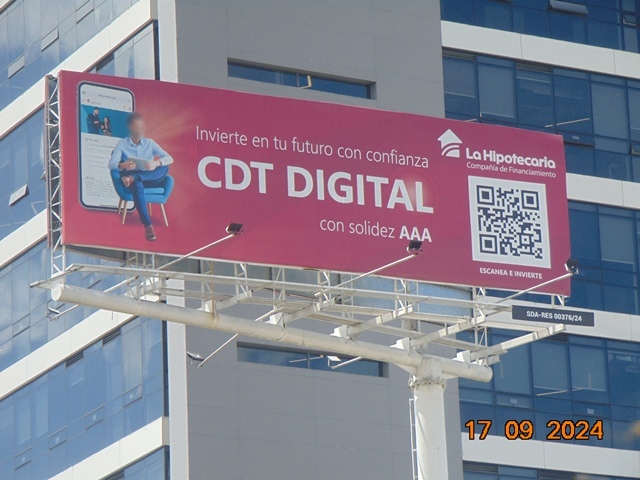 Invierte en tu futuro con confianza
CDT DIGITAL
con solidez AAA
La Hipotecaria
Compañía de Financiamiento
ESCANEA E INVIERTE
SDA-RES 00376/24
17 09 2024